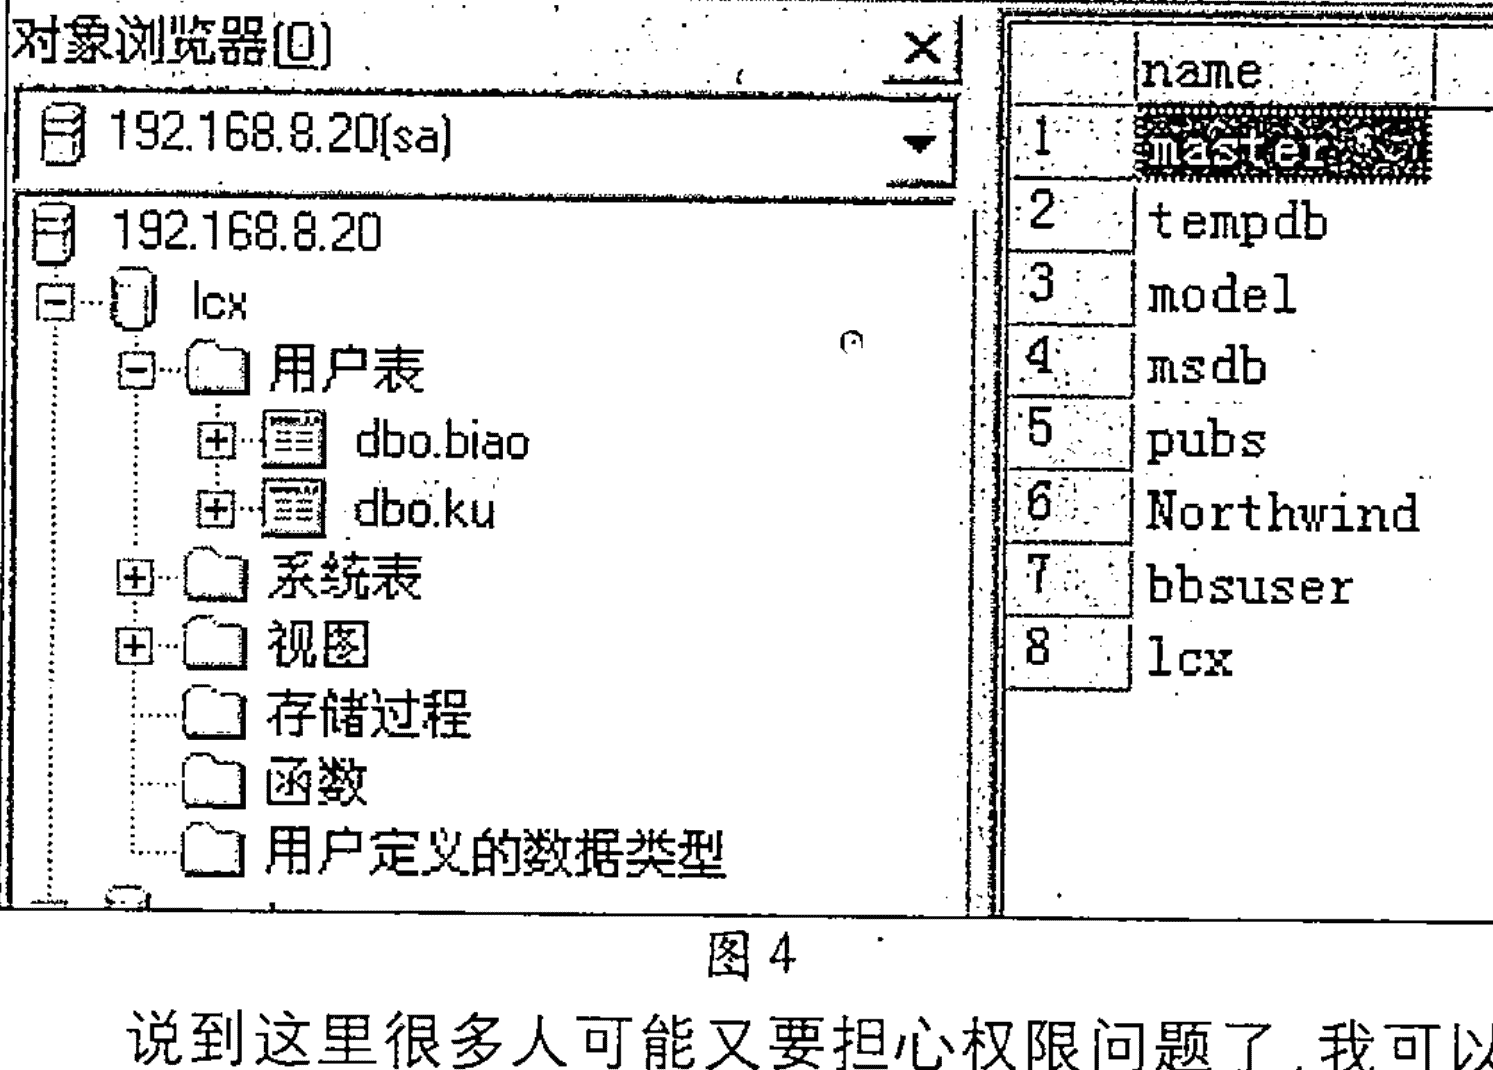 对象浏览器(O)
192.168.8.20(sa)
192.168.8.20
lcx
用户表
dbo.biao
dbo.ku
系统表
视图
存储过程
函数
用户定义的数据类型
name
1 master
2 tempdb
3 model
4 msdb
5 pubs
6 Northwind
7 bbsuser
8 lcx
图 4
说到这里很多人可能又要担心权限问题了,我可以